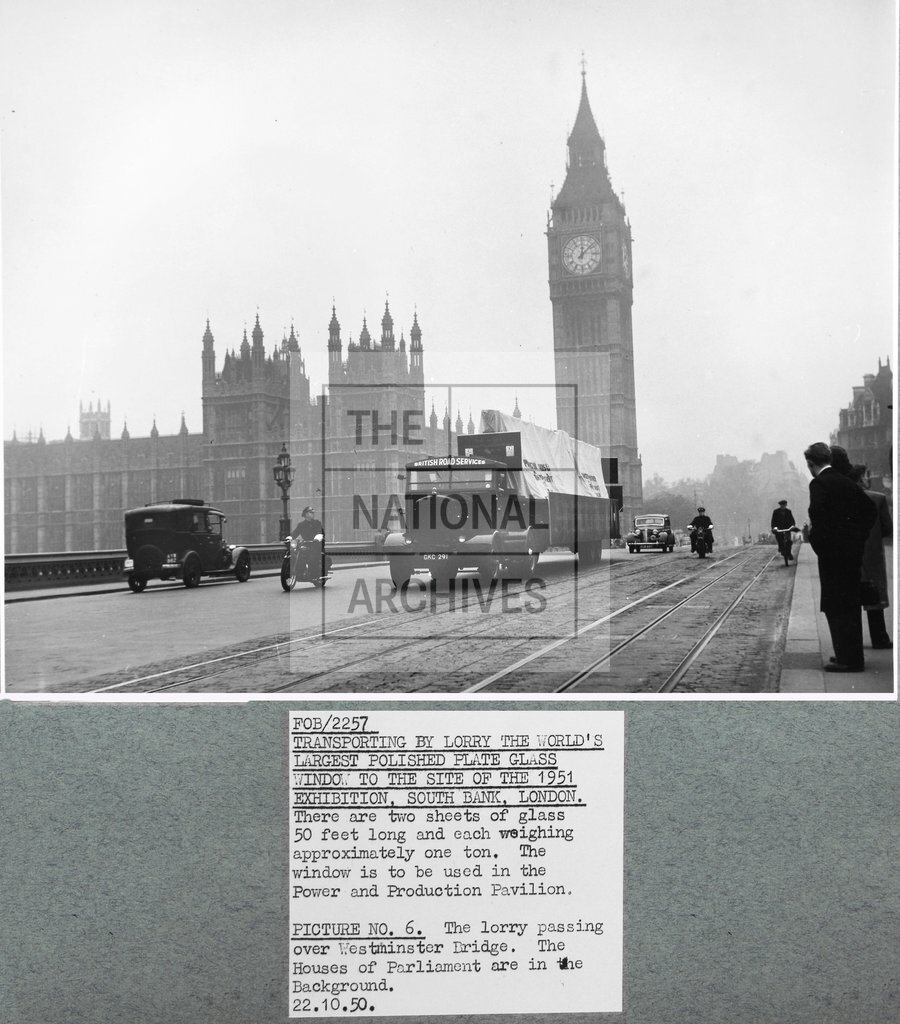 BRITISH ROAD SERVICES
GKC 291
THE
NATIONAL
ARCHIVES
FOB/2257
TRANSPORTING BY LORRY THE WORLD'S
LARGEST POLISHED PLATE GLASS
WINDOW TO THE SITE OF THE 1951
EXHIBITION, SOUTH BANK, LONDON.
There are two sheets of glass
50 feet long and each weighing
approximately one ton. The
window is to be used in the
Power and Production Pavilion.
PICTURE NO. 6. The lorry passing
over Westminster Bridge. The
Houses of Parliament are in the
Background.
22.10.50.